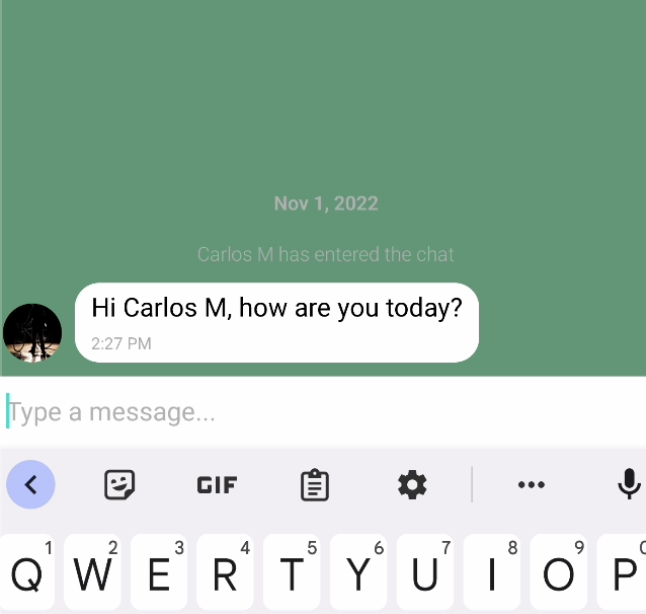 Nov 1, 2022
Carlos M has entered the chat
Hi Carlos M, how are you today?
2:27 PM
Type a message...
GIF
1 2 3 4 5 6 7 8 9 0
Q W E R T Y U I O P